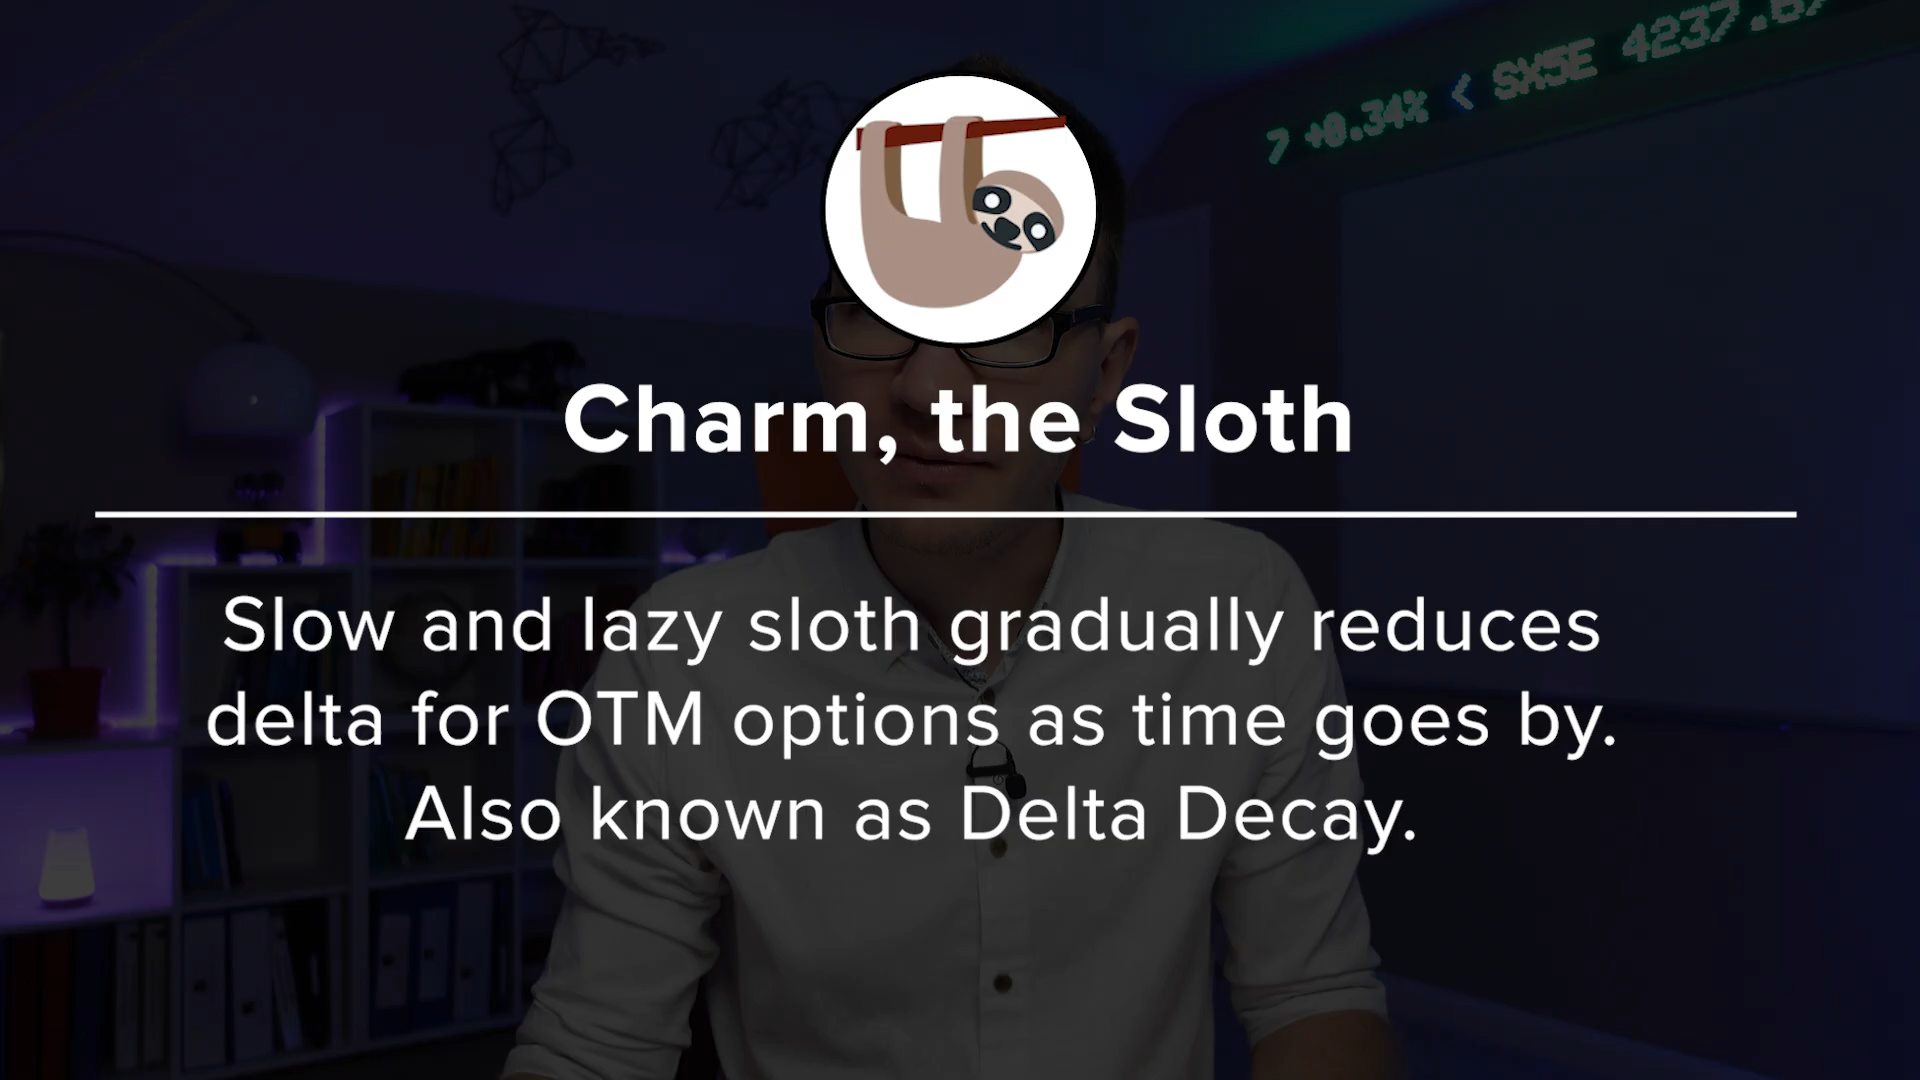 7 +0.34% < SX5E 4237.6
Charm, the Sloth
Slow and lazy sloth gradually reduces
delta for OTM options as time goes by.
Also known as Delta Decay.